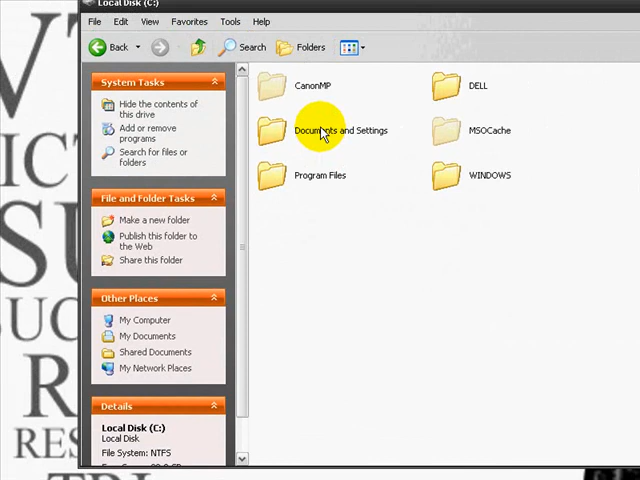 Local Disk (C:)
File Edit View Favorites Tools Help
Back Search Folders
System Tasks
Hide the contents of
this drive
Add or remove
programs
Search for files or
folders
File and Folder Tasks
Make a new folder
Publish this folder to
the Web
Share this folder
Other Places
My Computer
My Documents
Shared Documents
My Network Places
Details
Local Disk (C:)
Local Disk
File System: NTFS
CanonMP DELL
Documents and Settings MSOCache
Program Files WINDOWS